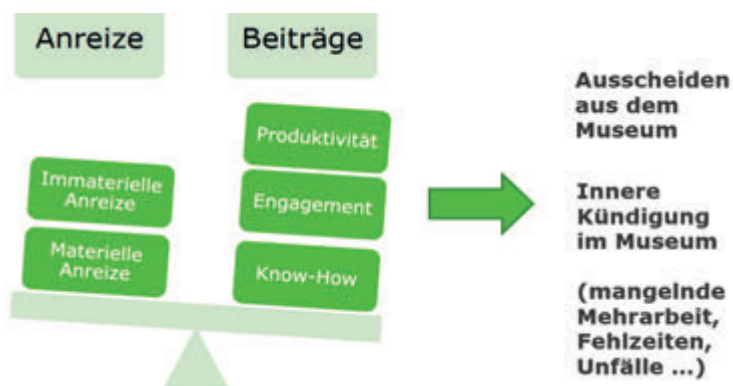 Anreize
Beiträge
Immaterielle
Anreize
Materielle
Anreize
Produktivität
Engagement
Know-How
Ausscheiden
aus dem
Museum
Innere
Kündigung
im Museum
(mangelnde
Mehrarbeit,
Fehlzeiten,
Unfälle ...)